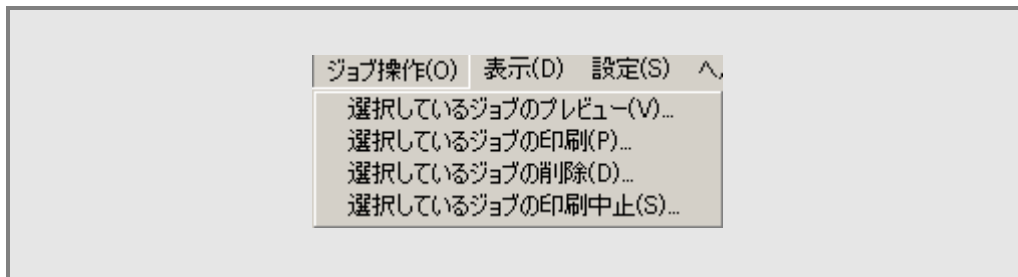 ジョブ操作(O) 表示(D) 設定(S) ヘ
選択しているジョブのプレビュー(V)...
選択しているジョブの印刷(P)...
選択しているジョブの削除(D)...
選択しているジョブの印刷中止(S)...